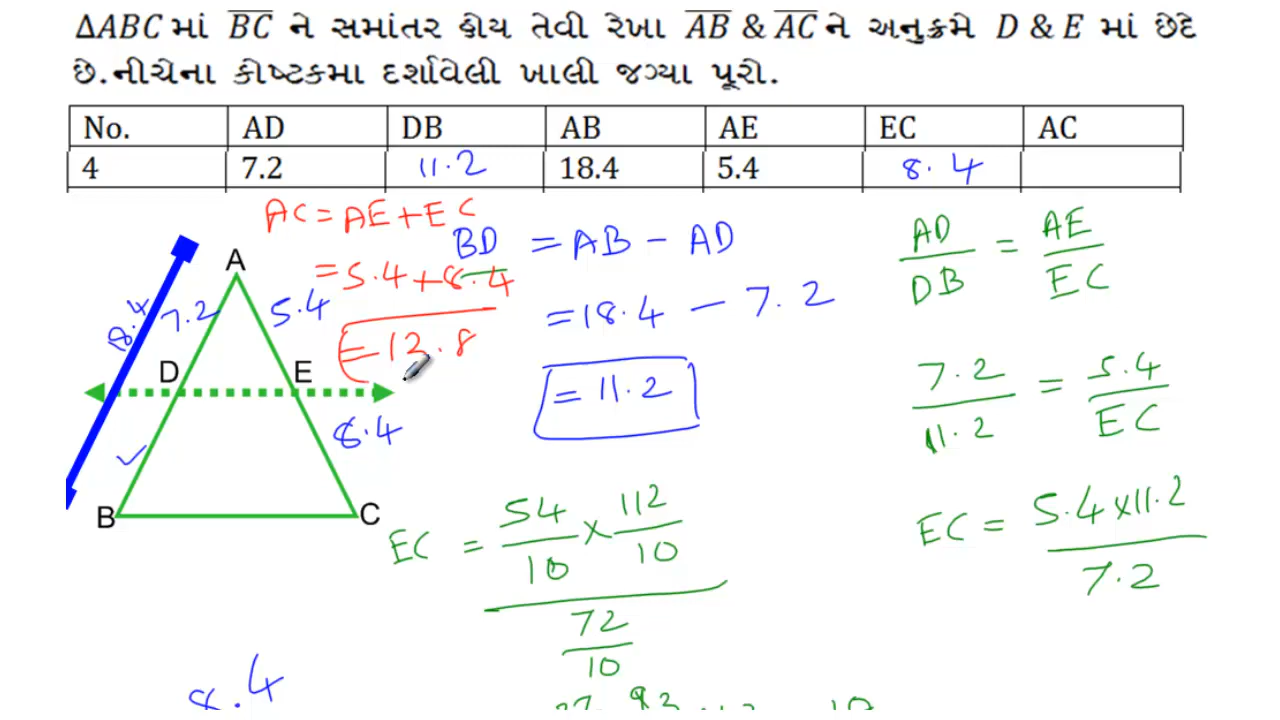 ΔABC માં BC ને સમાંતર હોય તેવી રેખા AB & AC ને અનુક્રમે D & E માં છેદે
છે.નીચેના કોષ્ટકમા દર્શાવેલી ખાલી જગ્યા પૂરો.
No. AD DB AB AE EC AC
4 7.2 11.2 18.4 5.4 8.4
AC = AE + EC
= 5.4 + 8.4
= 13.8
BD = AB - AD
= 18.4 - 7.2
= 11.2
AD/DB = AE/EC
7.2/11.2 = 5.4/EC
EC = 5.4 x 11.2 / 7.2
A
18.4 7.2 5.4
D E
8.4
B C
EC = 54/10 x 112/10
72/10
8.4